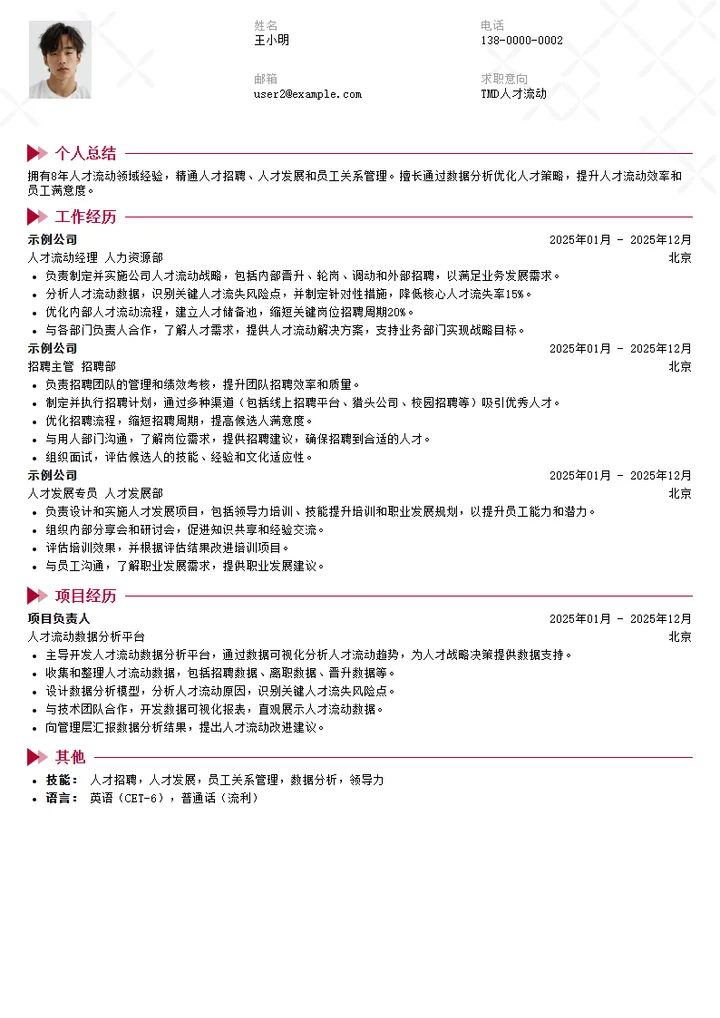 姓名
王小明
电话
138-0000-0002
邮箱
user2@example.com
求职意向
TMD人才流动
个人总结
拥有8年人才流动领域经验，精通人才招聘、人才发展和员工关系管理。擅长通过数据分析优化人才策略，提升人才流动效率和
员工满意度。
工作经历
示例公司 2025年01月 - 2025年12月
人才流动经理 人力资源部 北京
• 负责制定并实施公司人才流动战略，包括内部晋升、轮岗、调动和外部招聘，以满足业务发展需求。
• 分析人才流动数据，识别关键人才流失风险点，并制定针对性措施，降低核心人才流失率15%。
• 优化内部人才流动流程，建立人才储备池，缩短关键岗位招聘周期20%。
• 与各部门负责人合作，了解人才需求，提供人才流动解决方案，支持业务部门实现战略目标。
示例公司 2025年01月 - 2025年12月
招聘主管 招聘部 北京
• 负责招聘团队的管理和绩效考核，提升团队招聘效率和质量。
• 制定并执行招聘计划，通过多种渠道（包括线上招聘平台、猎头公司、校园招聘等）吸引优秀人才。
• 优化招聘流程，缩短招聘周期，提高候选人满意度。
• 与用人部门沟通，了解岗位需求，提供招聘建议，确保招聘到合适的人才。
• 组织面试，评估候选人的技能、经验和文化适应性。
示例公司 2025年01月 - 2025年12月
人才发展专员 人才发展部 北京
• 负责设计和实施人才发展项目，包括领导力培训、技能提升培训和职业发展规划，以提升员工能力和潜力。
• 组织内部分享会和研讨会，促进知识共享和经验交流。
• 评估培训效果，并根据评估结果改进培训项目。
• 与员工沟通，了解职业发展需求，提供职业发展建议。
项目经历
项目负责人 2025年01月 - 2025年12月
人才流动数据分析平台 北京
• 主导开发人才流动数据分析平台，通过数据可视化分析人才流动趋势，为人才战略决策提供数据支持。
• 收集和整理人才流动数据，包括招聘数据、离职数据、晋升数据等。
• 设计数据分析模型，分析人才流动原因，识别关键人才流失风险点。
• 与技术团队合作，开发数据可视化报表，直观展示人才流动数据。
• 向管理层汇报数据分析结果，提出人才流动改进建议。
其他
• 技能： 人才招聘，人才发展，员工关系管理，数据分析，领导力
• 语言： 英语（CET-6），普通话（流利）